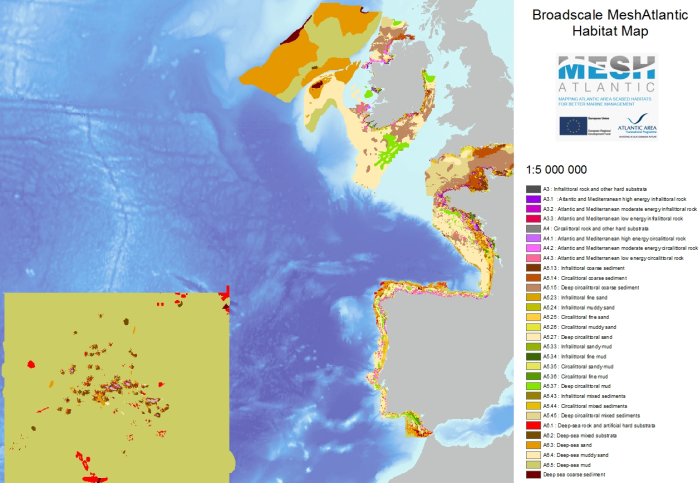 Broadscale MeshAtlantic
Habitat Map
MESH
ATLANTIC
MAPPING ATLANTIC AREA SEABED HABITATS
FOR BETTER MARINE MANAGEMENT
European Union
European Regional
Development Fund
ATLANTIC AREA
Transnational Programme
1:5 000 000
A3 : Infralittoral rock and other hard substrata
A3.1 : Atlantic and Mediterranean high energy infralittoral rock
A3.2 : Atlantic and Mediterranean moderate energy infralittoral rock
A3.3 : Atlantic and Mediterranean low energy infralittoral rock
A4 : Circalittoral rock and other hard substrata
A4.1 : Atlantic and Mediterranean high energy circalittoral rock
A4.2 : Atlantic and Mediterranean moderate energy circalittoral rock
A4.3 : Atlantic and Mediterranean low energy circalittoral rock
A5.13 : Infralittoral coarse sediment
A5.14 : Circalittoral coarse sediment
A5.15 : Deep circalittoral coarse sediment
A5.23 : Infralittoral fine sand
A5.24 : Infralittoral muddy sand
A5.25 : Circalittoral fine sand
A5.26 : Circalittoral muddy sand
A5.27 : Deep circalittoral sand
A5.33 : Infralittoral sandy mud
A5.34 : Infralittoral fine mud
A5.35 : Circalittoral sandy mud
A5.36 : Circalittoral fine mud
A5.37 : Deep circalittoral mud
A5.43 : Infralittoral mixed sediments
A5.44 : Circalittoral mixed sediments
A5.45 : Deep circalittoral mixed sediments
A6.1 : Deep-sea rock and artificial hard substrata
A6.2 : Deep-sea mixed substrata
A6.3 : Deep-sea sand
A6.4 : Deep-sea muddy sand
A6.5 : Deep-sea mud
Deep sea coarse sediment